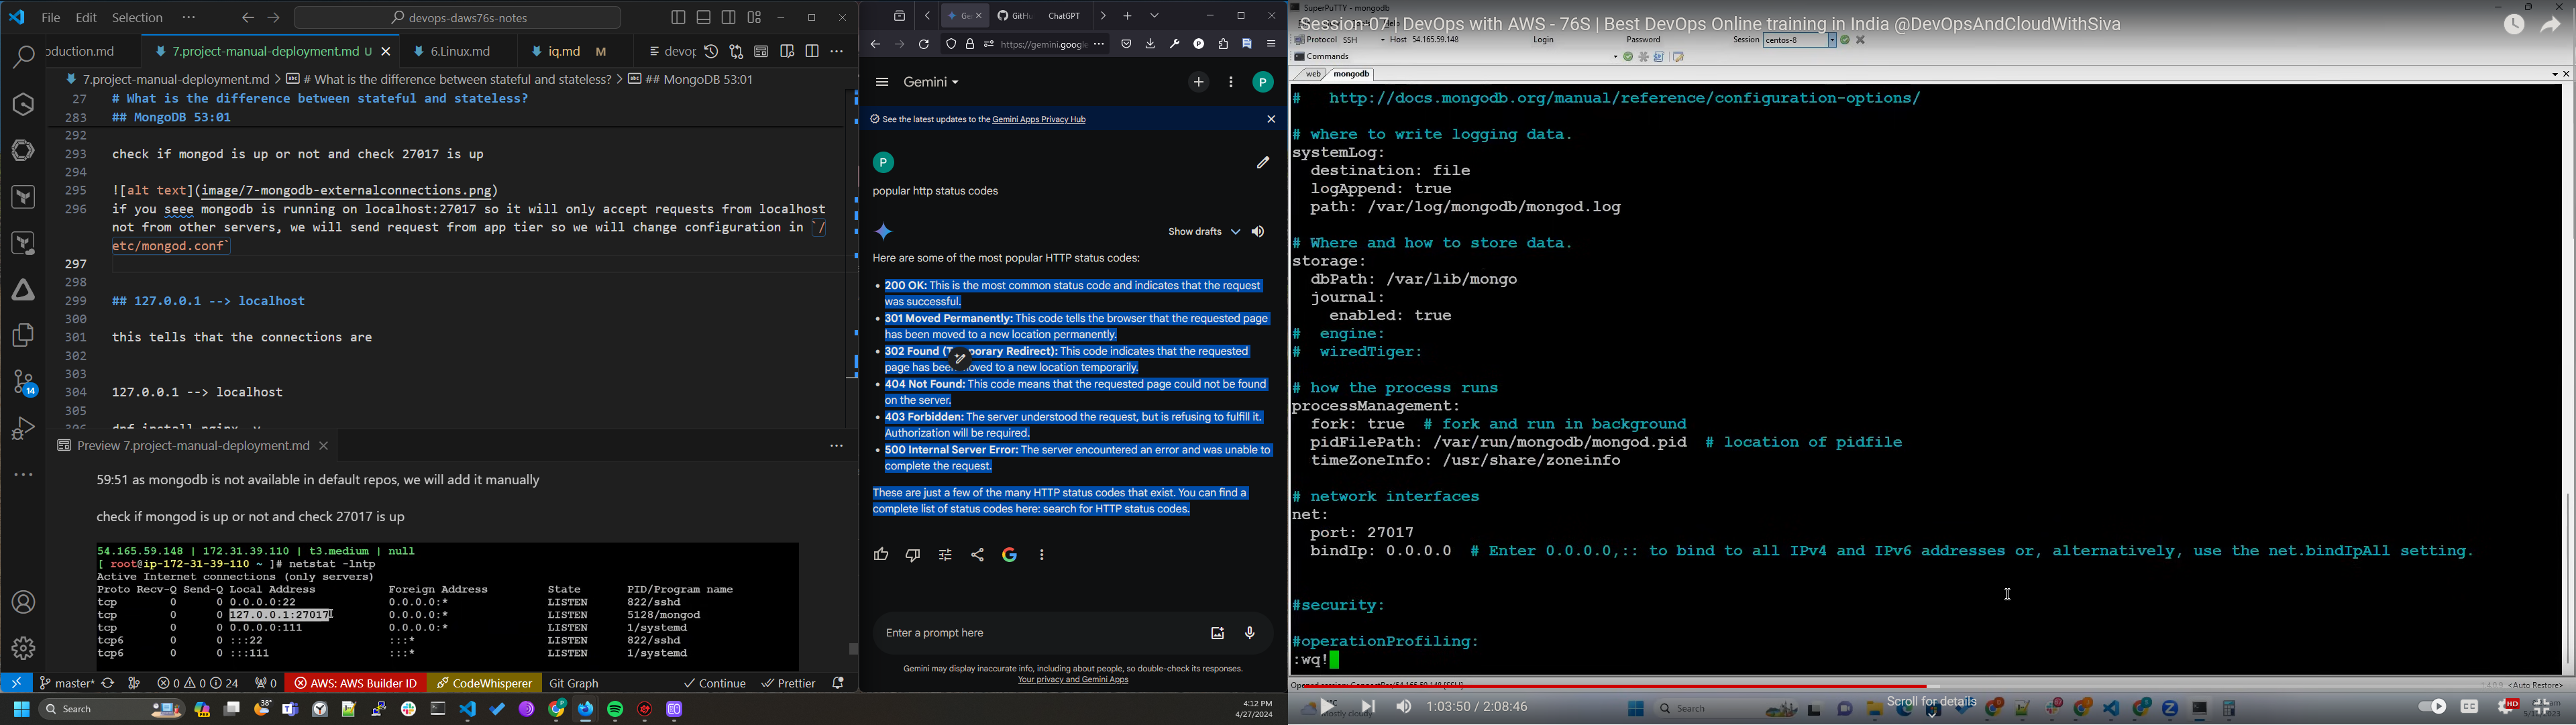 File Edit Selection ··· devops-daws76s-notes
oduction.md 7.project-manual-deployment.md U 6.Linux.md iq.md M devor
7.project-manual-deployment.md > # What is the difference between stateful and stateless? > ## MongoDB 53:01
27 # What is the difference between stateful and stateless?
283 ## MongoDB 53:01
292
293 check if mongod is up or not and check 27017 is up
294
295 ![alt text](image/7-mongodb-externalconnections.png)
296 if you seee mongodb is running on localhost:27017 so it will only accept requests from localhost
not from other servers, we will send request from app tier so we will change configuration in `/
etc/mongod.conf`
297
298
299 ## 127.0.0.1 --> localhost
300
301 this tells that the connections are
302
303
304 127.0.0.1 --> localhost
305
14
Preview 7.project-manual-deployment.md
59:51 as mongodb is not available in default repos, we will add it manually
check if mongod is up or not and check 27017 is up
54.165.59.148 | 172.31.39.110 | t3.medium | null
[ root@ip-172-31-39-110 ~ ]# netstat -lntp
Active Internet connections (only servers)
Proto Recv-Q Send-Q Local Address Foreign Address State PID/Program name
tcp 0 0 0.0.0.0:22 0.0.0.0:* LISTEN 822/sshd
tcp 0 0 127.0.0.1:27017 0.0.0.0:* LISTEN 5128/mongod
tcp 0 0 0.0.0.0:111 0.0.0.0:* LISTEN 1/systemd
tcp6 0 0 :::22 :::* LISTEN 822/sshd
tcp6 0 0 :::111 :::* LISTEN 1/systemd
master* 0 0 24 0 AWS: AWS Builder ID CodeWhisperer Git Graph Continue Prettier
Search 38°
GitHu ChatGPT
https://gemini.google
Gemini
P
See the latest updates to the Gemini Apps Privacy Hub
P
popular http status codes
Show drafts
Here are some of the most popular HTTP status codes:
• 200 OK: This is the most common status code and indicates that the request
was successful.
• 301 Moved Permanently: This code tells the browser that the requested page
has been moved to a new location permanently.
• 302 Found (T porary Redirect): This code indicates that the requested
page has bee oved to a new location temporarily.
• 404 Not Found: This code means that the requested page could not be found
on the server.
• 403 Forbidden: The server understood the request, but is refusing to fulfill it.
Authorization will be required.
• 500 Internal Server Error: The server encountered an error and was unable to
complete the request.
These are just a few of the many HTTP status codes that exist. You can find a
complete list of status codes here: search for HTTP status codes.
Enter a prompt here
Gemini may display inaccurate info, including about people, so double-check its responses.
Your privacy and Gemini Apps
4:12 PM
4/27/2024
SuperPuTTY - mongodb
Session-07 | DevOps with AWS - 76S | Best DevOps Online training in India @DevOpsAndCloudWithSiva
Protocol SSH Host 54.165.59.148 Login Password Session centos-8
Commands
web mongodb
# http://docs.mongodb.org/manual/reference/configuration-options/
# where to write logging data.
systemLog:
destination: file
logAppend: true
path: /var/log/mongodb/mongod.log
# Where and how to store data.
storage:
dbPath: /var/lib/mongo
journal:
enabled: true
# engine:
# wiredTiger:
# how the process runs
processManagement:
fork: true # fork and run in background
pidFilePath: /var/run/mongodb/mongod.pid # location of pidfile
timeZoneInfo: /usr/share/zoneinfo
# network interfaces
net:
port: 27017
bindIp: 0.0.0.0 # Enter 0.0.0.0,:: to bind to all IPv4 and IPv6 addresses or, alternatively, use the net.bindIpAll setting.
#security:
#operationProfiling:
:wq!
<Auto Restore>
1:03:50 / 2:08:46 Search Scroll for details CC HD